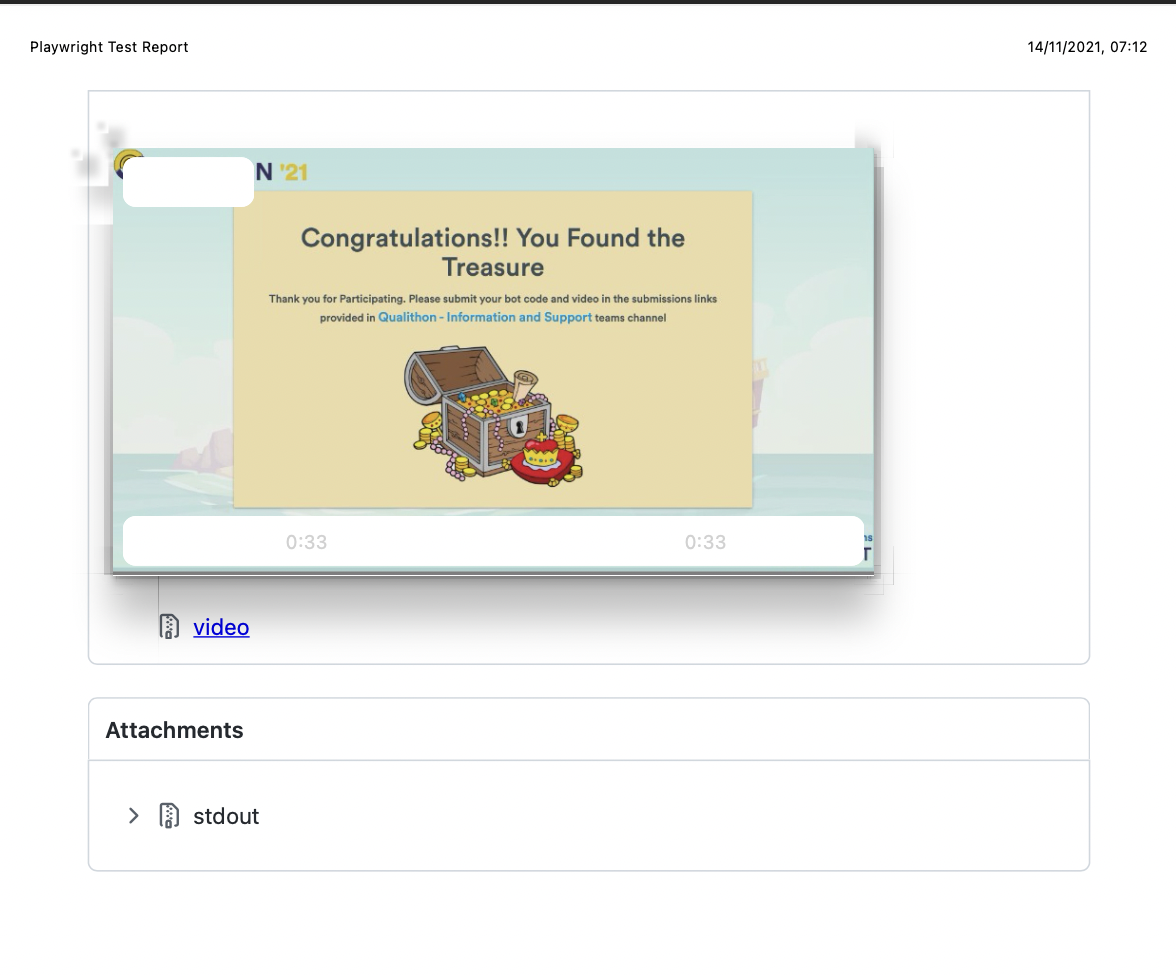 Playwright Test Report
14/11/2021, 07:12
N '21
Congratulations!! You Found the
Treasure
Thank you for Participating. Please submit your bot code and video in the submissions links
provided in Qualithon - Information and Support teams channel
0:33
0:33
ns
T
video
Attachments
stdout